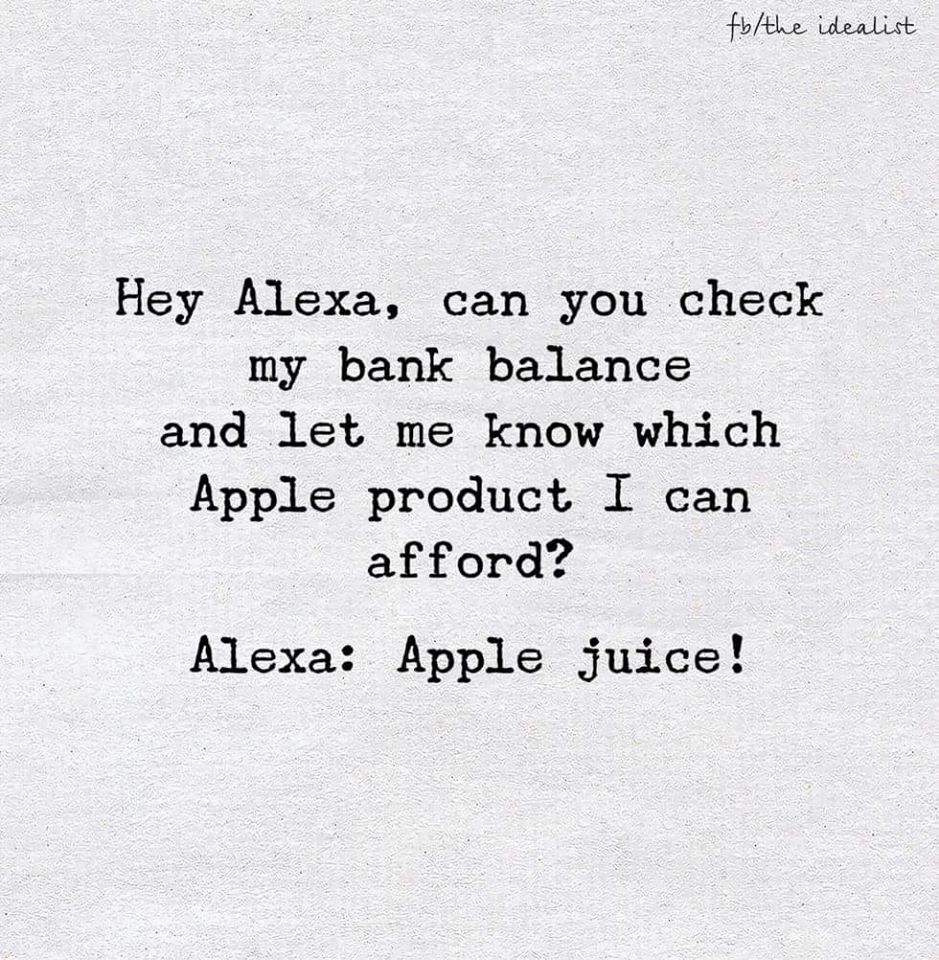 fb/the idealist
Hey Alexa, can you check
my bank balance
and let me know which
Apple product I can
afford?
Alexa: Apple juice!